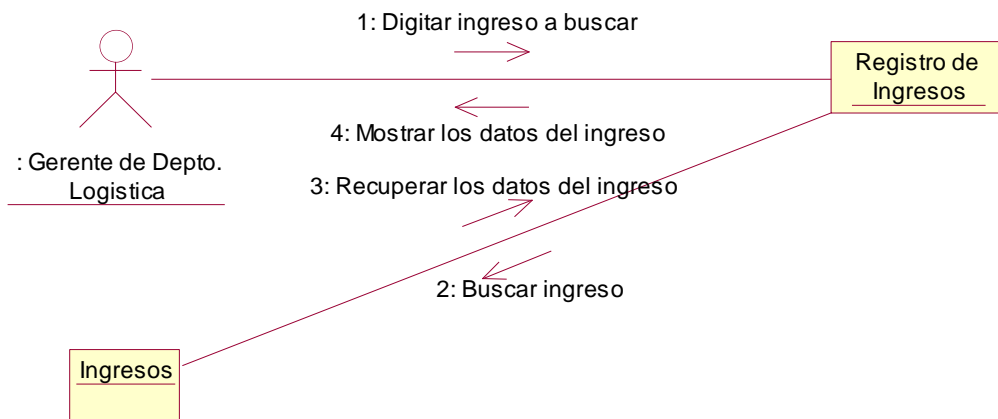 1: Digitar ingreso a buscar
Registro de
Ingresos
4: Mostrar los datos del ingreso
: Gerente de Depto.
Logistica
3: Recuperar los datos del ingreso
2: Buscar ingreso
Ingresos